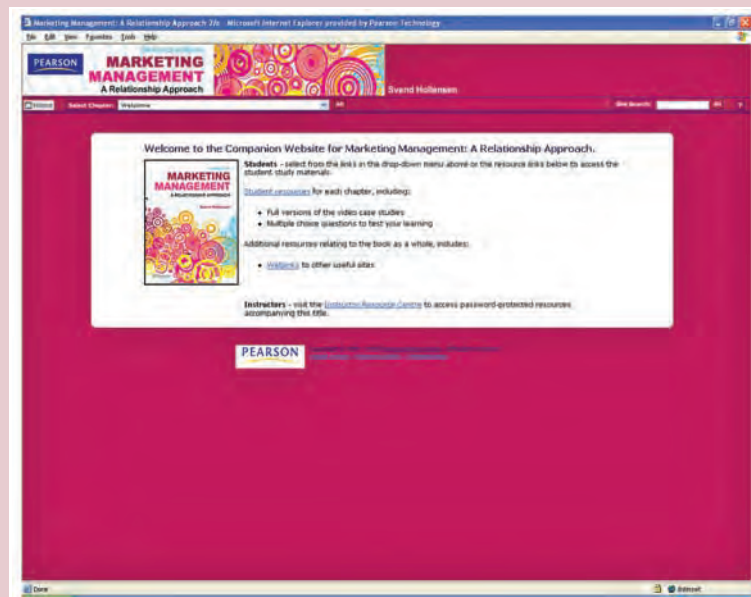 Marketing Management: A Relationship Approach 2/e - Microsoft Internet Explorer provided by Pearson Technology
File Edit View Favorites Tools Help
PEARSON
MARKETING
MANAGEMENT
A Relationship Approach
Svend Hollensen
Home Select Chapter: Welcome Site Search: ?
Welcome to the Companion Website for Marketing Management: A Relationship Approach.
MARKETING
MANAGEMENT
A RELATIONSHIP APPROACH
Students - select from the links in the drop-down menu above or the resource links below to access the
student study materials.
Student resources for each chapter, including:
• Full versions of the video case studies
• Multiple choice questions to test your learning
Additional resources relating to the book as a whole, includes:
• Weblinks to other useful sites
Instructors - visit the Instructor Resource Centre to access password-protected resources
accompanying this title.
PEARSON
Done Internet